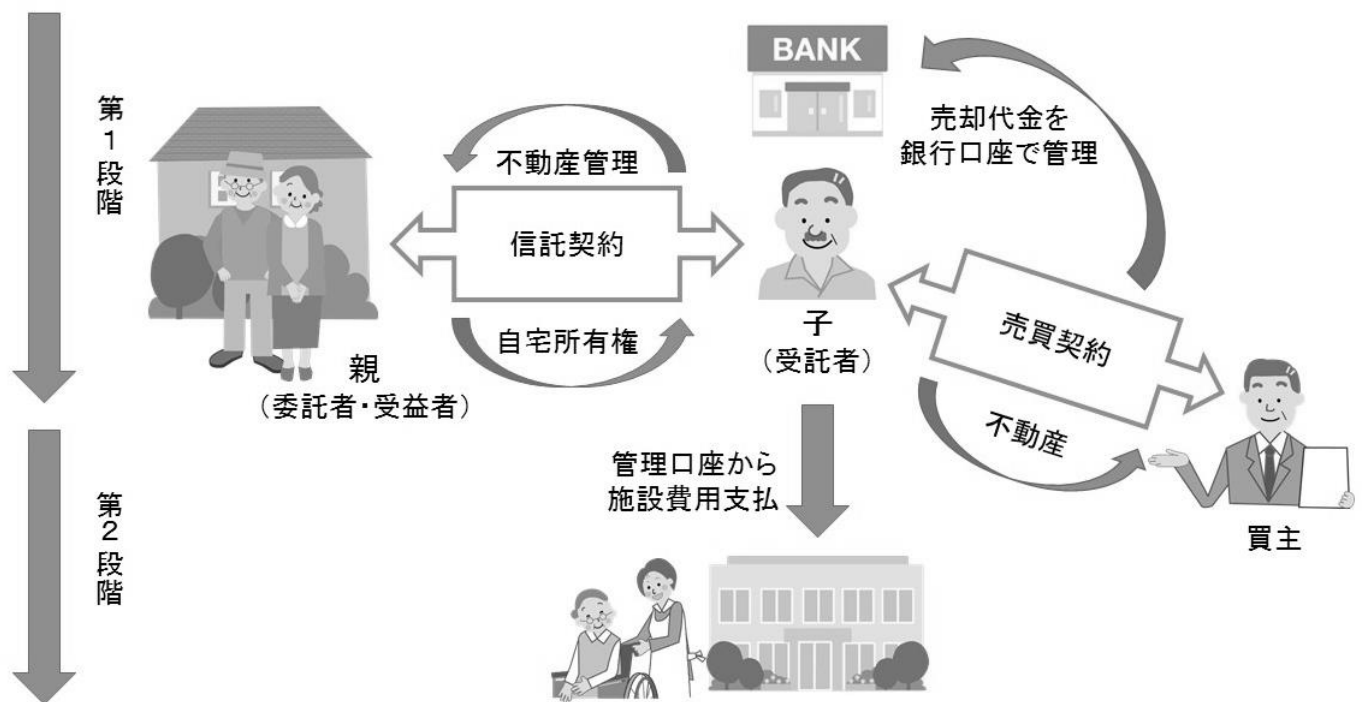 第1段階
BANK
売却代金を
銀行口座で管理
不動産管理
信託契約
自宅所有権
親
（委託者・受益者）
子
（受託者）
売買契約
不動産
買主
第2段階
管理口座から
施設費用支払